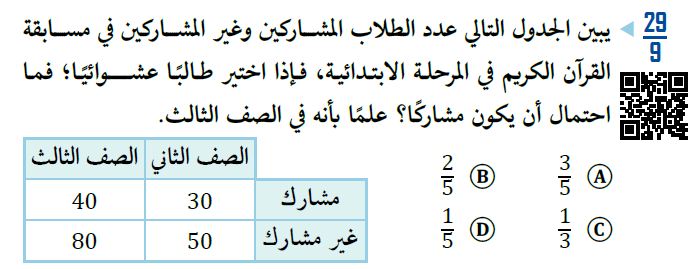 29
9
يبين الجدول التالي عدد الطلاب المشاركين وغير المشاركين في مسابقة
القرآن الكريم في المرحلة الابتدائية، فإذا اختير طالبًا عشوائيًا؛ فما
احتمال أن يكون مشاركًا؟ علمًا بأنه في الصف الثالث.
A 3/5 B 2/5
C 1/3 D 1/5
الصف الثاني الصف الثالث
مشارك 30 40
غير مشارك 50 80